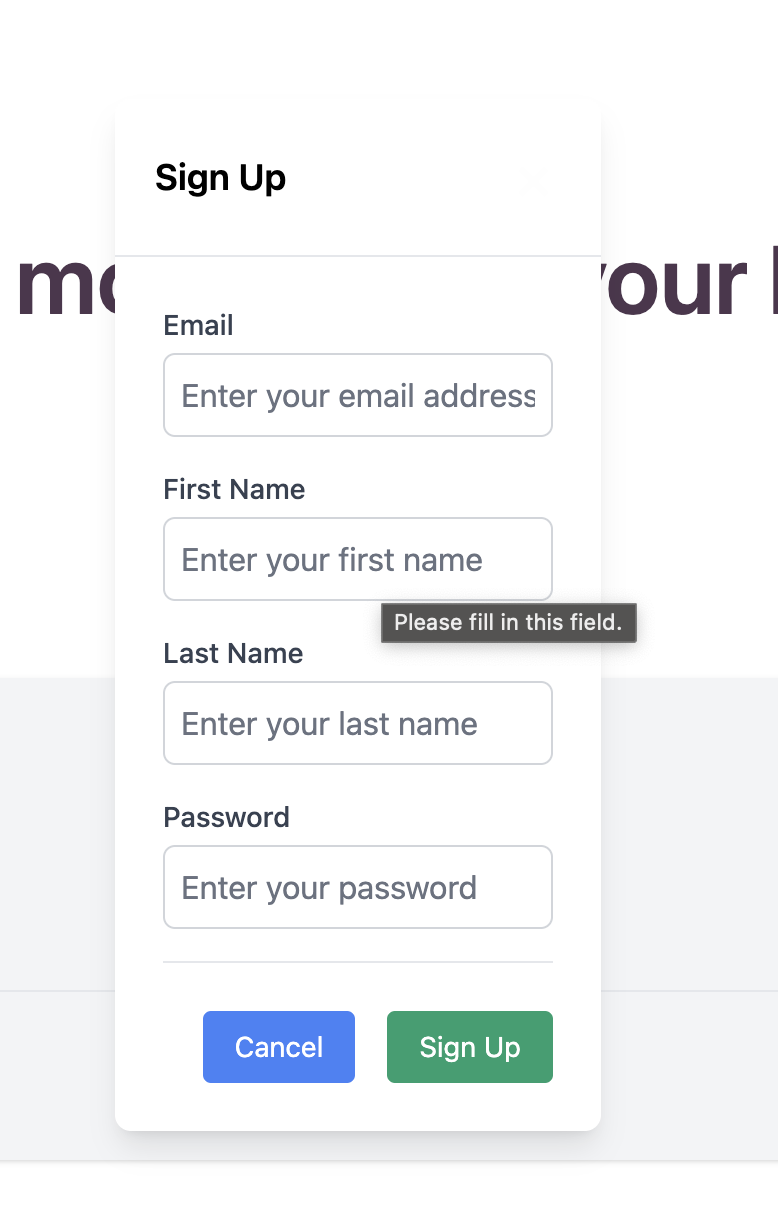 Sign Up
your
Email
Enter your email address
First Name
Enter your first name
Please fill in this field.
Last Name
Enter your last name
Password
Enter your password
Cancel
Sign Up